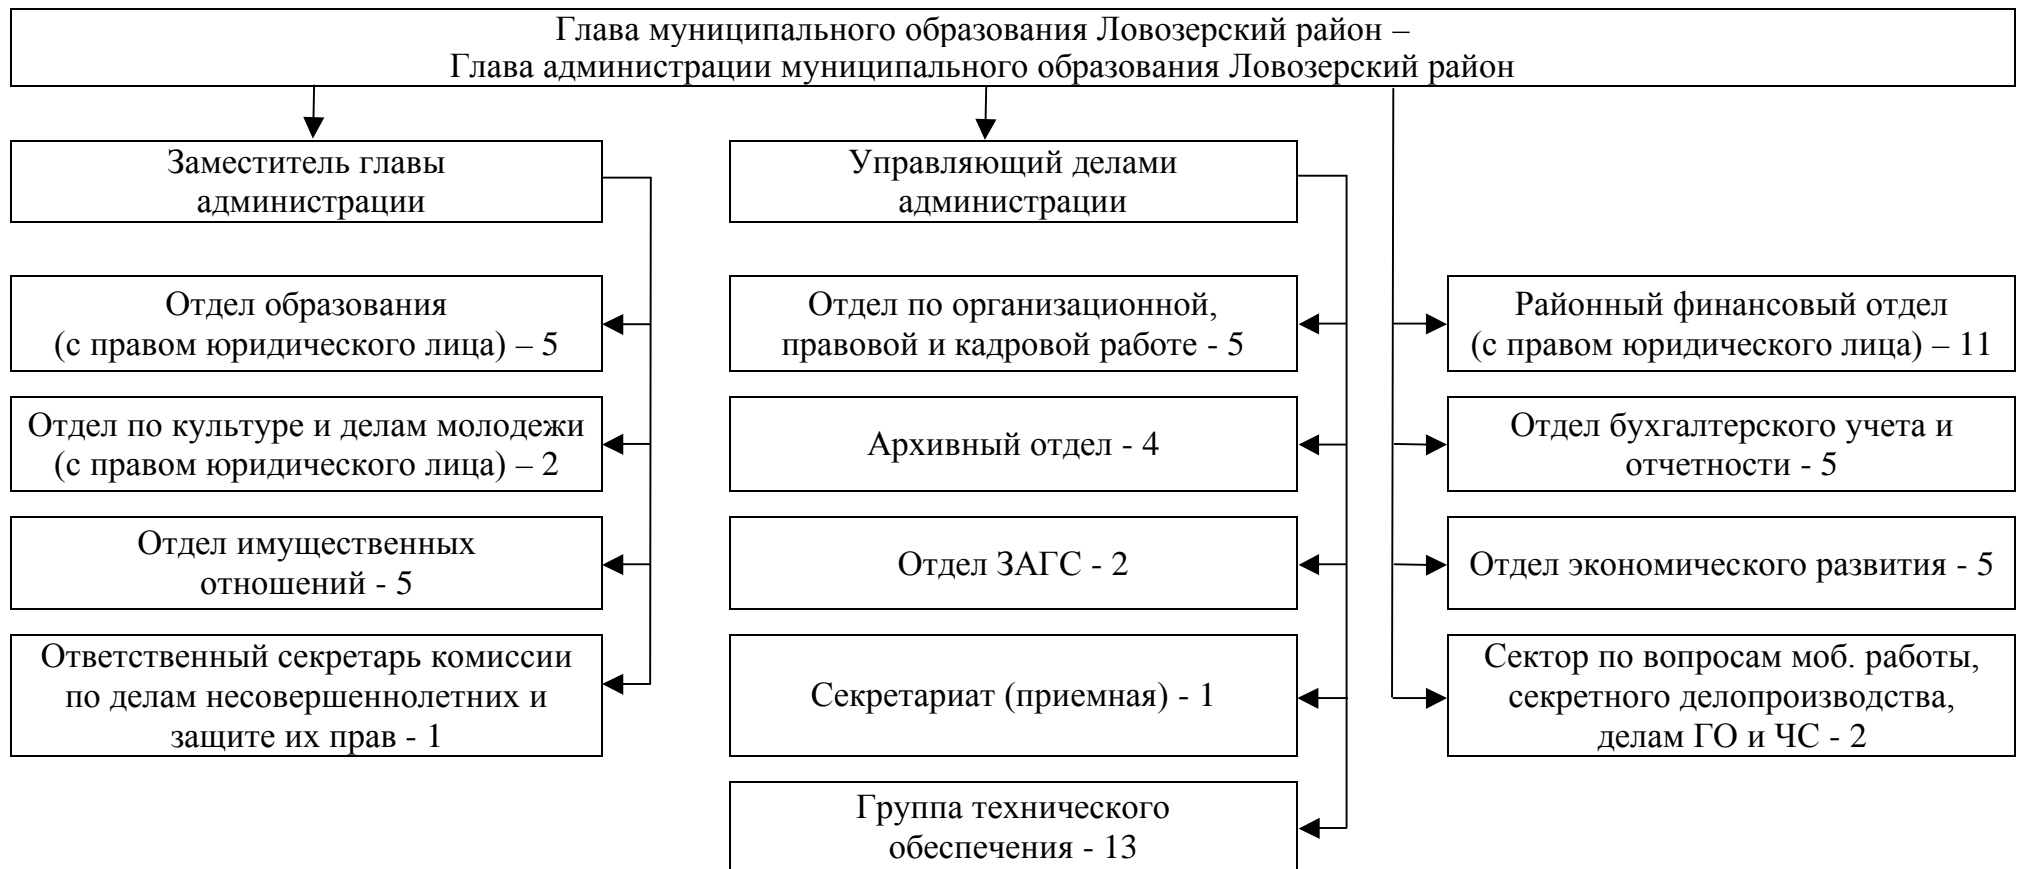 Глава муниципального образования Ловозерский район –
Глава администрации муниципального образования Ловозерский район
Заместитель главы
администрации
Управляющий делами
администрации
Отдел образования
(с правом юридического лица) – 5
Отдел по организационной,
правовой и кадровой работе - 5
Районный финансовый отдел
(с правом юридического лица) – 11
Отдел по культуре и делам молодежи
(с правом юридического лица) – 2
Архивный отдел - 4
Отдел бухгалтерского учета и
отчетности - 5
Отдел имущественных
отношений - 5
Отдел ЗАГС - 2
Отдел экономического развития - 5
Ответственный секретарь комиссии
по делам несовершеннолетних и
защите их прав - 1
Секретариат (приемная) - 1
Сектор по вопросам моб. работы,
секретного делопроизводства,
делам ГО и ЧС - 2
Группа технического
обеспечения - 13